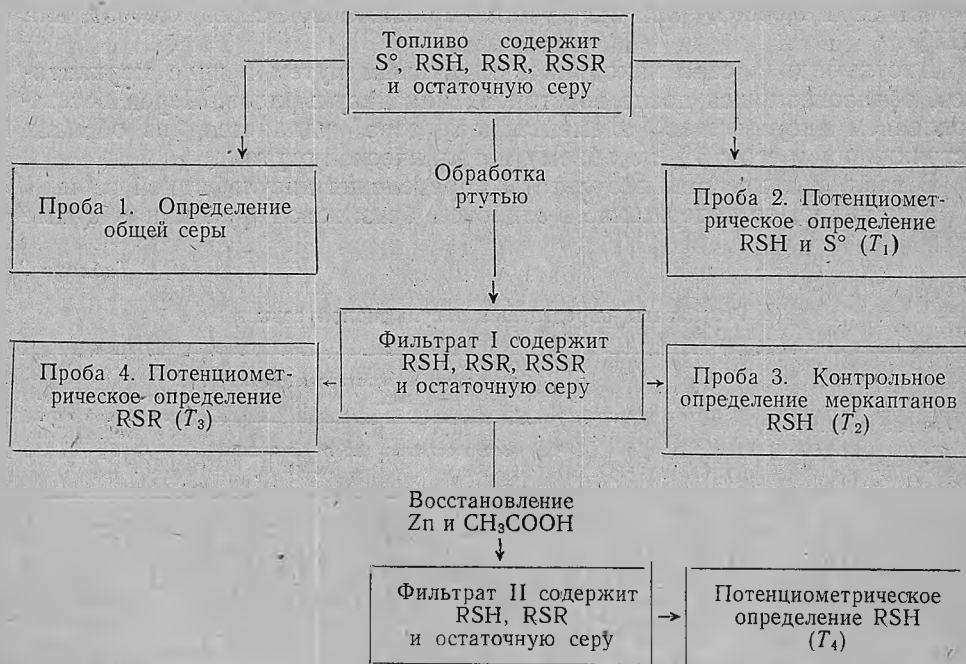 Топливо содержит
S°, RSH, RSR, RSSR
и остаточную серу
Проба 1. Определение
общей серы
Обработка
ртутью
Проба 2. Потенциомет-
рическое определение
RSH и S° (T₁)
Фильтрат I содержит
RSH, RSR, RSSR
и остаточную серу
Проба 4. Потенциомет-
рическое определение
RSR (T₃)
Проба 3. Контрольное
определение меркаптанов
RSH (T₂)
Восстановление
Zn и CH₃COOH
Фильтрат II содержит
RSH, RSR
и остаточную серу
Потенциометрическое
определение RSH
(T₄)